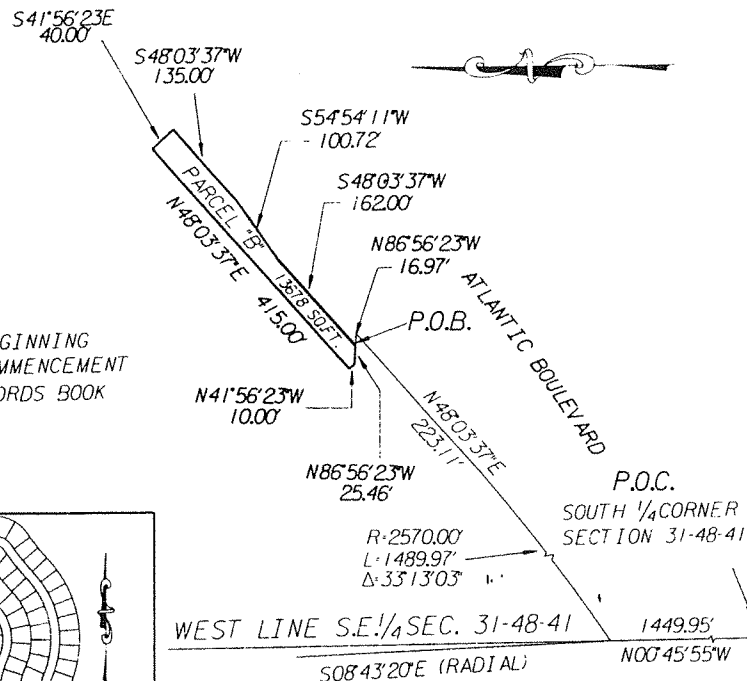 S41°56'23E
40.00'
S48°03'37"W
135.00'
S54°54'11"W
100.72'
S48°03'37"W
162.00'
PARCEL "B"
13678 SQ.FT.
N48°03'37"E
415.00'
N86°56'23"W
16.97'
P.O.B.
ATLANTIC BOULEVARD
GINNING
MMENCEMENT
ORDS BOOK
N41°56'23"W
10.00'
N86°56'23"W
25.46'
N48°03'37"E
223.11'
P.O.C.
SOUTH 1/4 CORNER
SECTION 31-48-41
R=2570.00'
L=1489.97'
Δ=33°13'03"
WEST LINE S.E.1/4 SEC. 31-48-41
1449.95'
N00°45'55"W
S08°43'20"E (RADIAL)